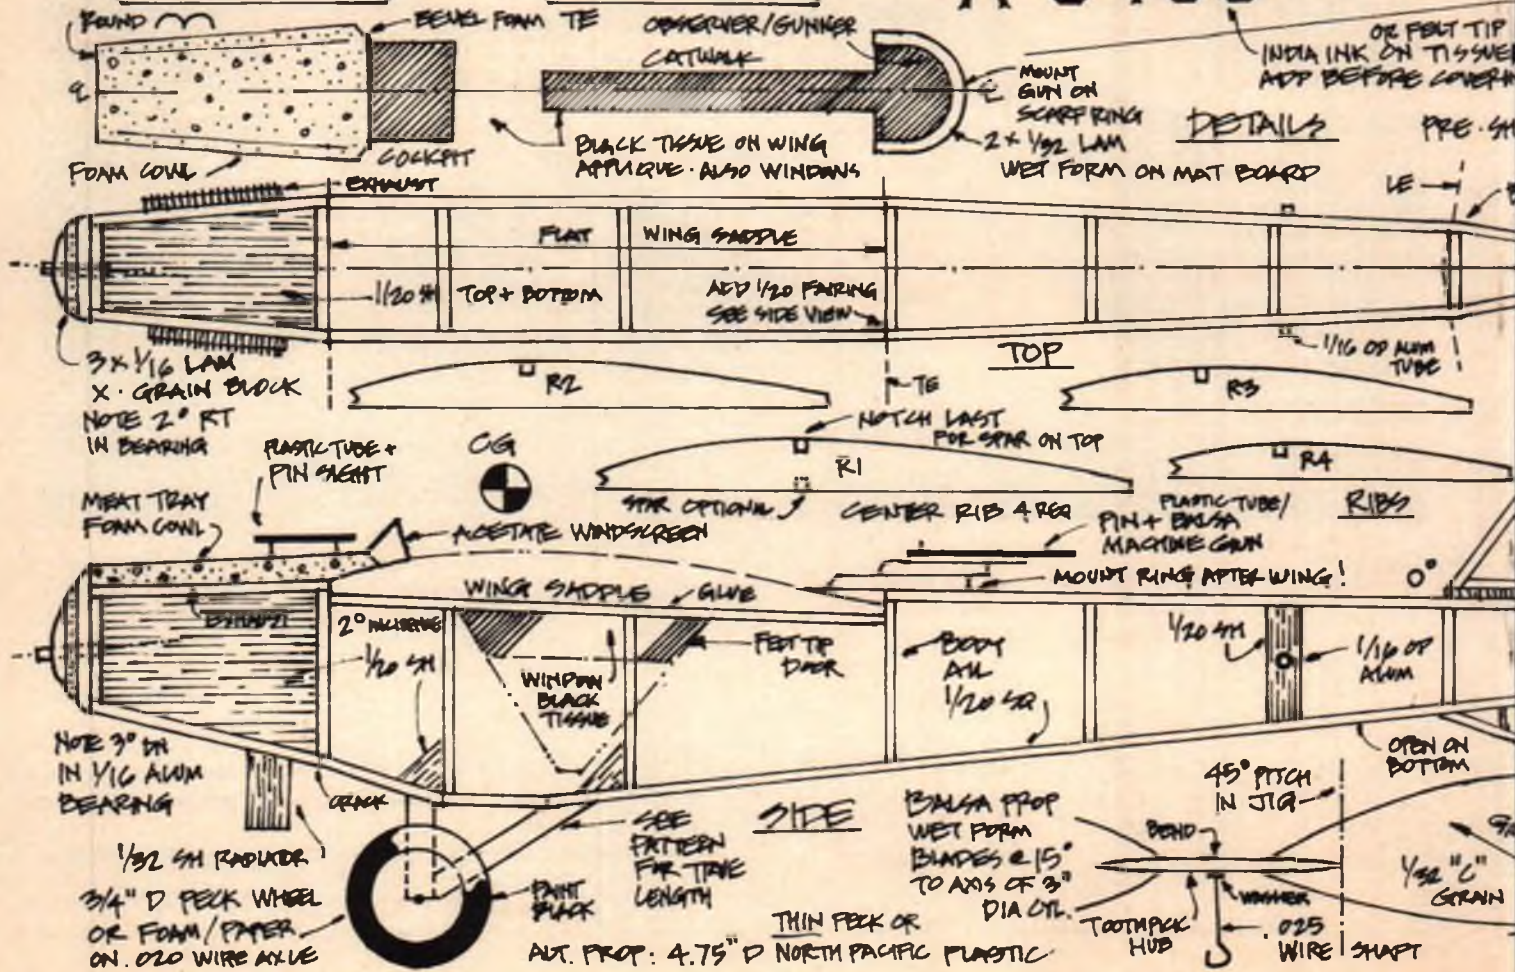 ROUND
BEVEL FOAM TE
OBSERVER/GUNNER
CATWALK
OR FELT TIP
INDIA INK ON TISSUE
ADD BEFORE
MOUNT
GUN ON
SCARF RING
2 x 1/32 LAM
WET FORM ON MAT BOARD
DETAILS
FOAM COWL
COCKPIT
BLACK TISSUE ON WING
APPLIQUE. ALSO WINDOWS
EXHAUST
LE
FLAT WING SADDLE
1/20 SH TOP + BOTTOM
ADD 1/20 FAIRING
SEE SIDE VIEW
3 x 1/16 LAM
X. GRAIN BLOCK
NOTE 2° RT
IN BEARING
TOP
1/16 OD ALUM
TUBE
R2
TE
R3
NOTCH LAST
FOR SPAR ON TOP
PLASTIC TUBE +
PIN SIGHT
CG
R1
R4
SPAR OPTIONAL
CENTER RIB 4 REQ
RIBS
MEAT TRAY
FOAM COWL
ACETATE WINDSCREEN
PLASTIC TUBE/
PIN + BALSA
MACHINE GUN
WING SADDLE
GLUE
MOUNT RING AFTER WING!
EXHAUST
2° INCIDENCE
1/20 SH
WINDOW
BLACK
TISSUE
FELT TIP
DOOR
BODY
ALL
1/20 SQ
1/20 SH
1/16 OD
ALUM
NOTE 3° DN
IN 1/16 ALUM
BEARING
CRACK
OPEN ON
BOTTOM
1/32 SH RADIATOR
3/4" D PECK WHEEL
OR FOAM/PAPER
ON .020 WIRE AXLE
PAINT
BLACK
SEE
PATTERN
FOR TRUE
LENGTH
SIDE
BALSA PROP
WET FORM
BLADES @ 15°
TO AXIS OF 3"
DIA CYL.
45° PITCH
IN JIG
BEND
WASHER
TOOTHPICK
HUB
.025
WIRE SHAFT
1/32 "C"
GRAIN
THIN PECK OR
ALT. PROP: 4.75" D NORTH PACIFIC PLASTIC